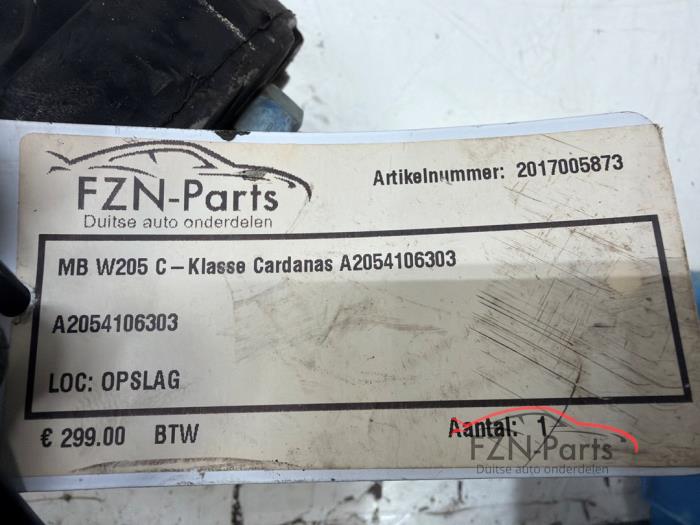 FZN-Parts
Duitse auto onderdelen
Artikelnummer: 2017005873
MB W205 C-Klasse Cardanas A2054106303
A2054106303
LOC: OPSLAG
€ 299.00 BTW
Aantal: 1
FZN-Parts
Duitse auto onderdelen